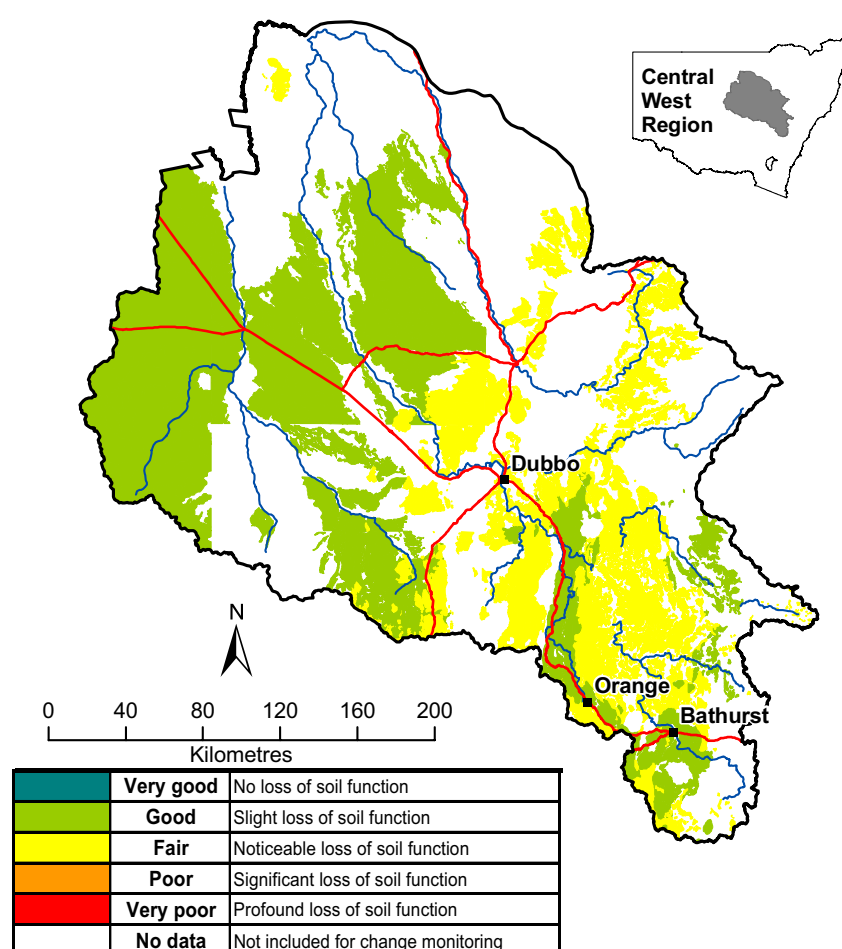 Central
West
Region
Dubbo
N
Orange
Bathurst
0 40 80 120 160 200
Kilometres
Very good No loss of soil function
Good Slight loss of soil function
Fair Noticeable loss of soil function
Poor Significant loss of soil function
Very poor Profound loss of soil function
No data Not included for change monitoring